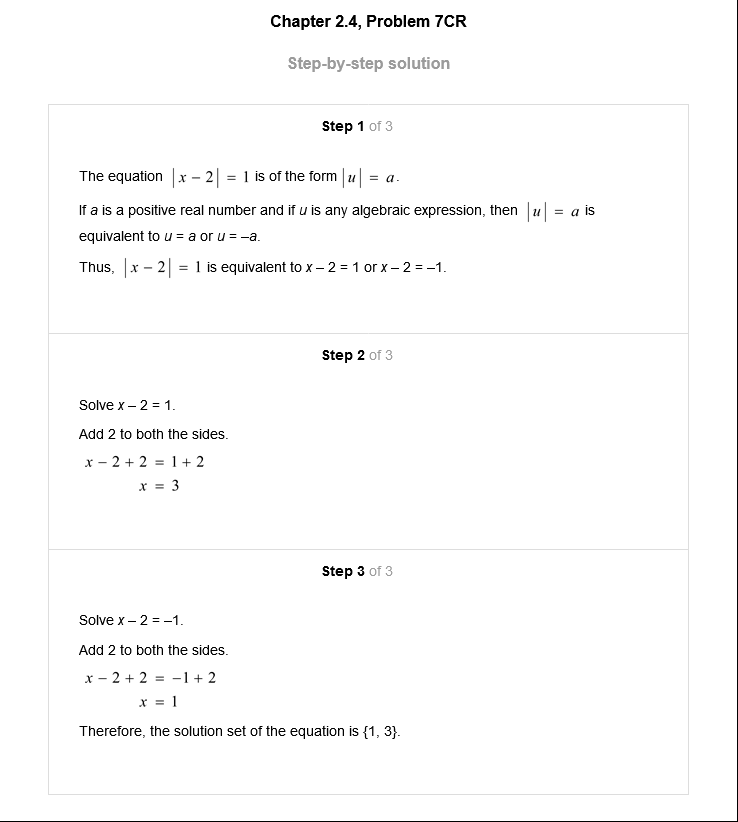 Chapter 2.4, Problem 7CR
Step-by-step solution
Step 1 of 3
The equation |x − 2| = 1 is of the form |u| = a.
If a is a positive real number and if u is any algebraic expression, then |u| = a is
equivalent to u = a or u = –a.
Thus, |x − 2| = 1 is equivalent to x – 2 = 1 or x – 2 = –1.
Step 2 of 3
Solve x – 2 = 1.
Add 2 to both the sides.
x − 2 + 2 = 1 + 2
x = 3
Step 3 of 3
Solve x – 2 = –1.
Add 2 to both the sides.
x − 2 + 2 = −1 + 2
x = 1
Therefore, the solution set of the equation is {1, 3}.